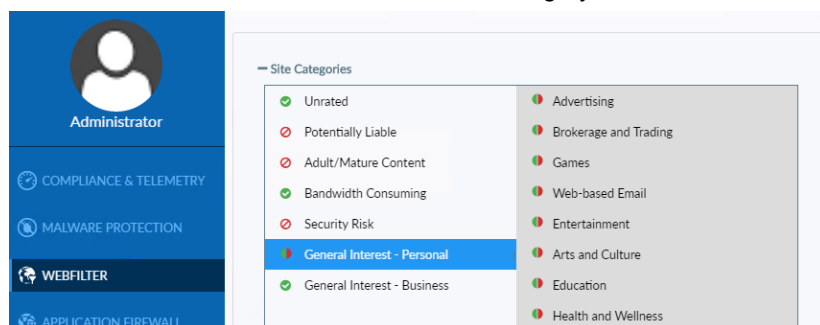 Administrator
COMPLIANCE & TELEMETRY
MALWARE PROTECTION
WEBFILTER
APPLICATION FIREWALL
Site Categories
Unrated
Potentially Liable
Adult/Mature Content
Bandwidth Consuming
Security Risk
General Interest - Personal
General Interest - Business
Advertising
Brokerage and Trading
Games
Web-based Email
Entertainment
Arts and Culture
Education
Health and Wellness